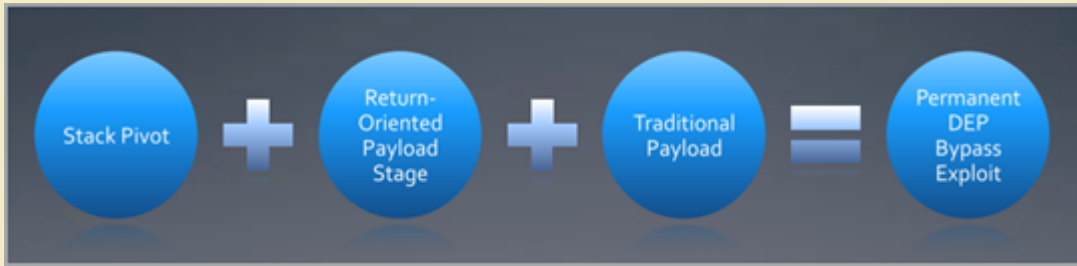 Stack Pivot
Return-
Oriented
Payload
Stage
Traditional
Payload
Permanent
DEP
Bypass
Exploit